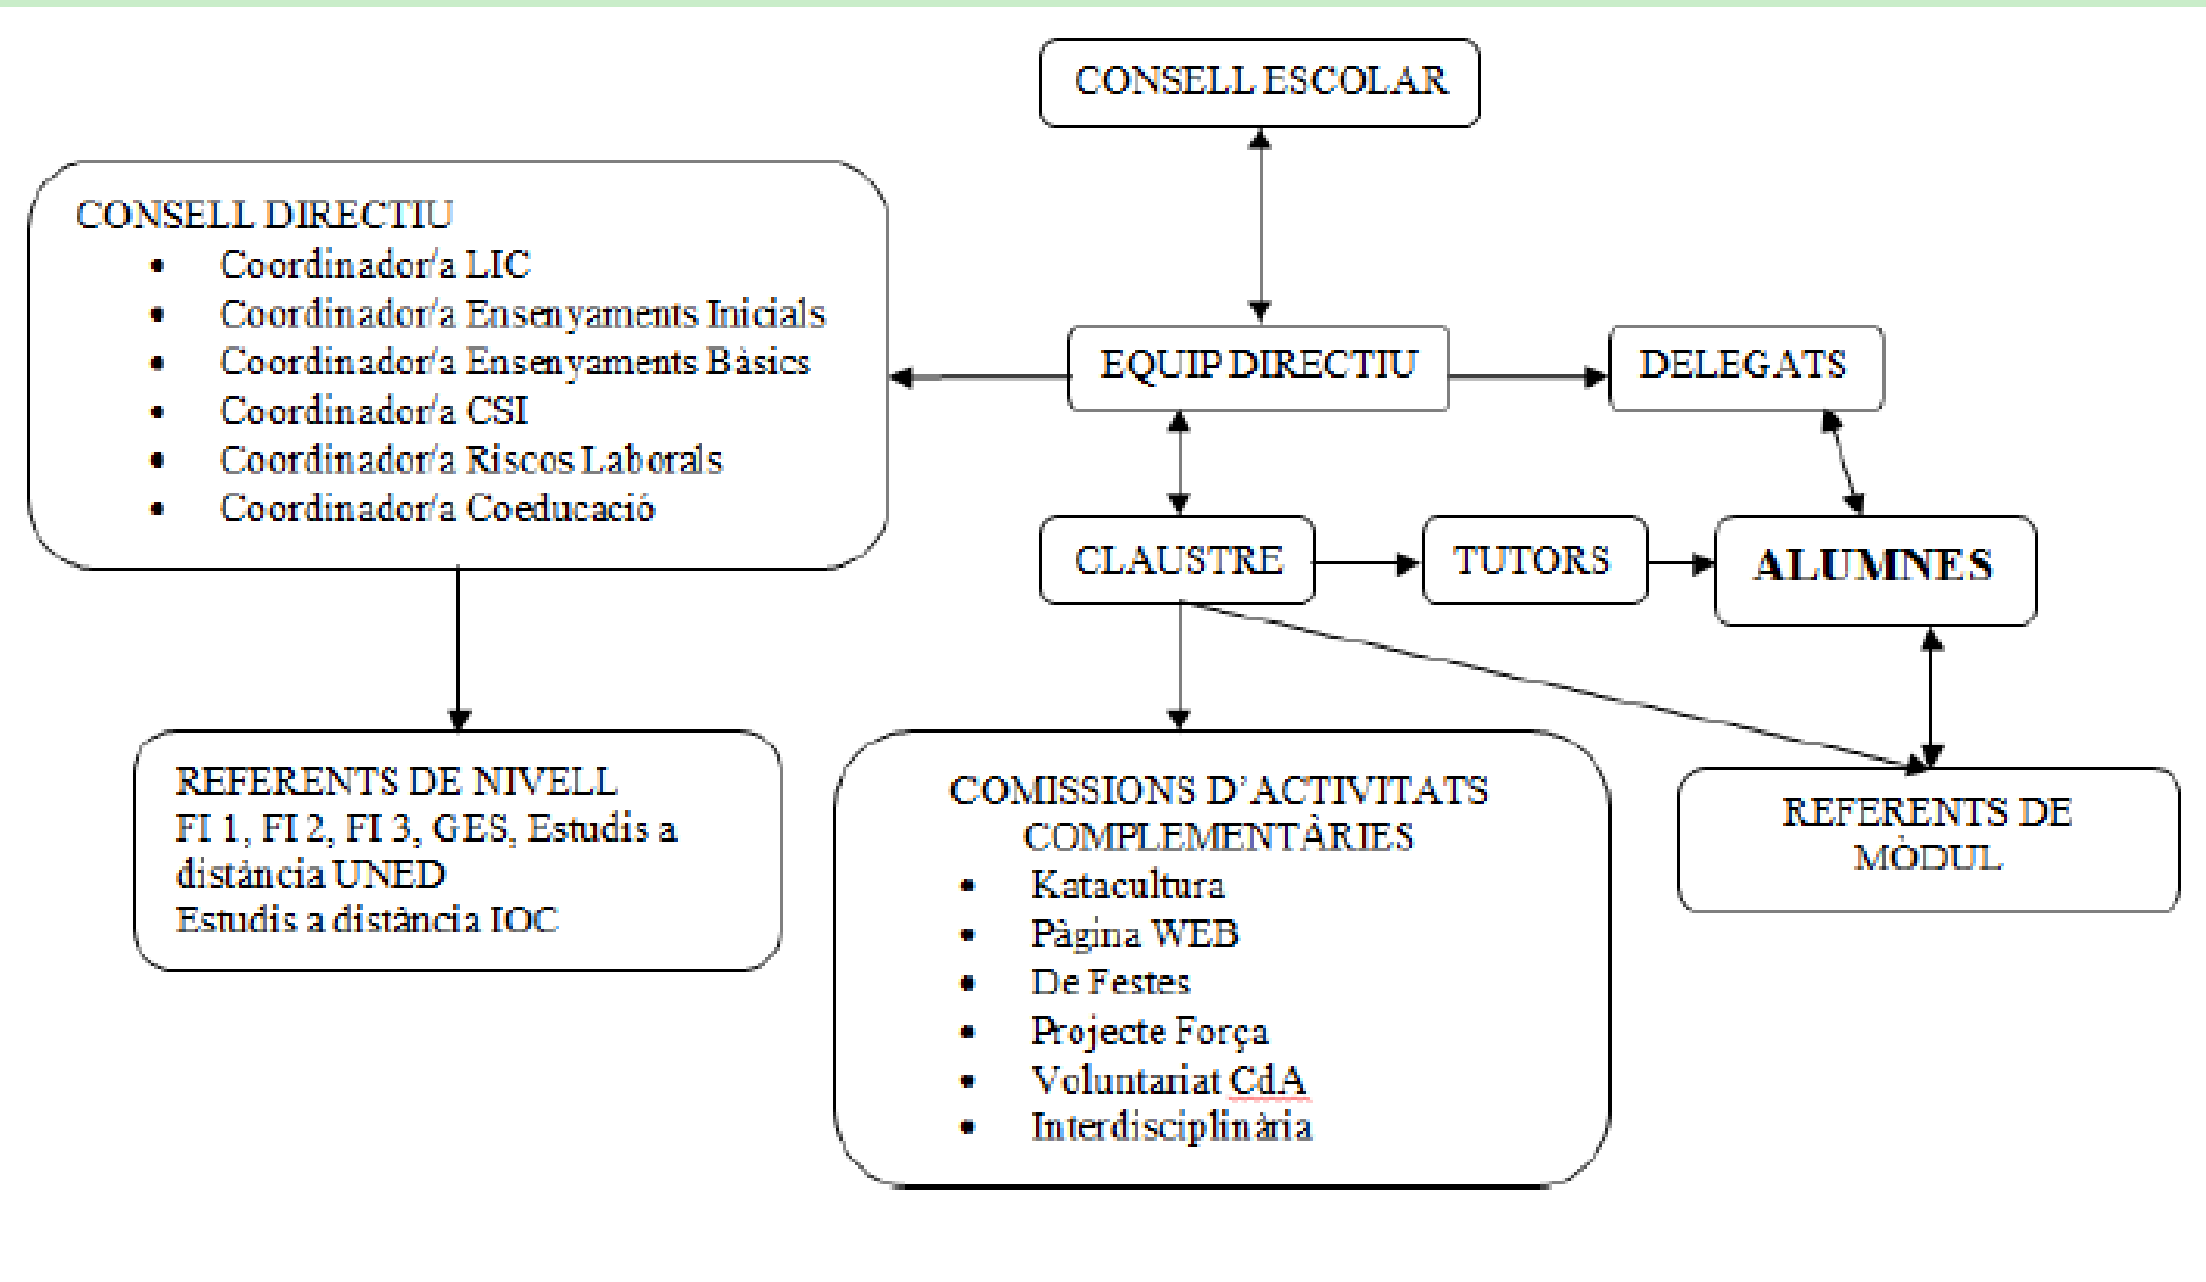 CONSELL ESCOLAR
CONSELL DIRECTIU
• Coordinador/a LIC
• Coordinador/a Ensenyaments Inicials
• Coordinador/a Ensenyaments Bàsics
• Coordinador/a CSI
• Coordinador/a Riscos Laborals
• Coordinador/a Coeducació
EQUIP DIRECTIU
DELEGATS
CLAUSTRE
TUTORS
ALUMNES
REFERENTS DE NIVELL
FI 1, FI 2, FI 3, GES, Estudis a
distància UNED
Estudis a distància IOC
COMISSIONS D’ACTIVITATS
COMPLEMENTÀRIES
• Katacultura
• Pàgina WEB
• De Festes
• Projecte Força
• Voluntariat CdA
• Interdisciplinària
REFERENTS DE
MÒDUL